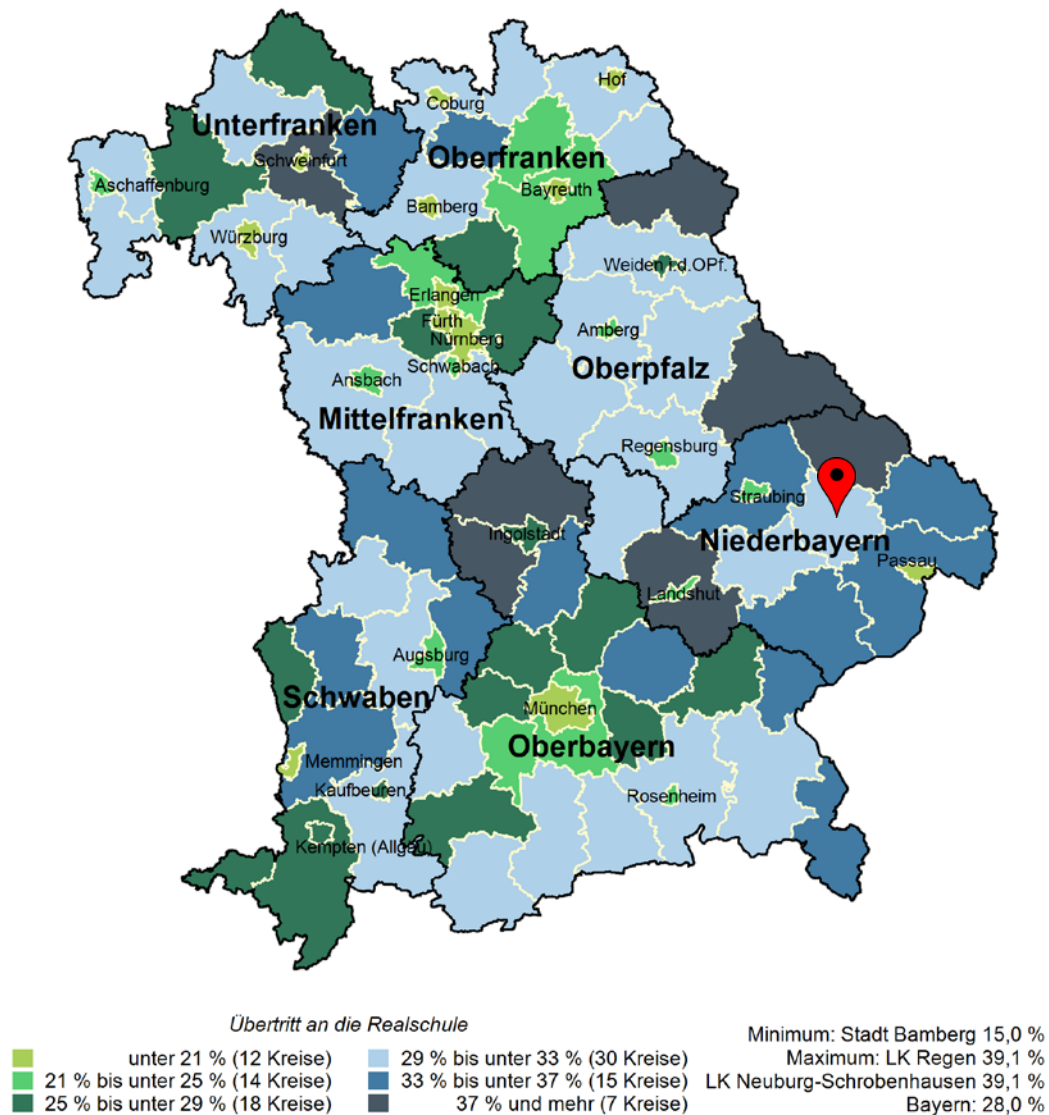 Hof
Coburg
Unterfranken
Schweinfurt
Oberfranken
Aschaffenburg
Bayreuth
Bamberg
Würzburg
Weiden i.d.OPf.
Erlangen
Fürth
Nürnberg
Amberg
Schwabach
Oberpfalz
Ansbach
Mittelfranken
Regensburg
Straubing
Ingolstadt
Niederbayern
Passau
Landshut
Augsburg
Schwaben
München
Oberbayern
Memmingen
Kaufbeuren
Rosenheim
Kempten (Allgäu)
Übertritt an die Realschule
unter 21 % (12 Kreise)
21 % bis unter 25 % (14 Kreise)
25 % bis unter 29 % (18 Kreise)
29 % bis unter 33 % (30 Kreise)
33 % bis unter 37 % (15 Kreise)
37 % und mehr (7 Kreise)
Minimum: Stadt Bamberg 15,0 %
Maximum: LK Regen 39,1 %
LK Neuburg-Schrobenhausen 39,1 %
Bayern: 28,0 %